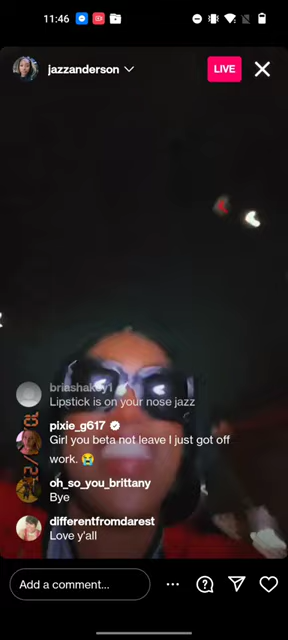 11:46
jazzanderson
LIVE
briashakey1
Lipstick is on your nose jazz
pixie_g617
Girl you beta not leave I just got off
work. 😭
oh_so_you_brittany
Bye
differentfromdarest
Love y'all
Add a comment...